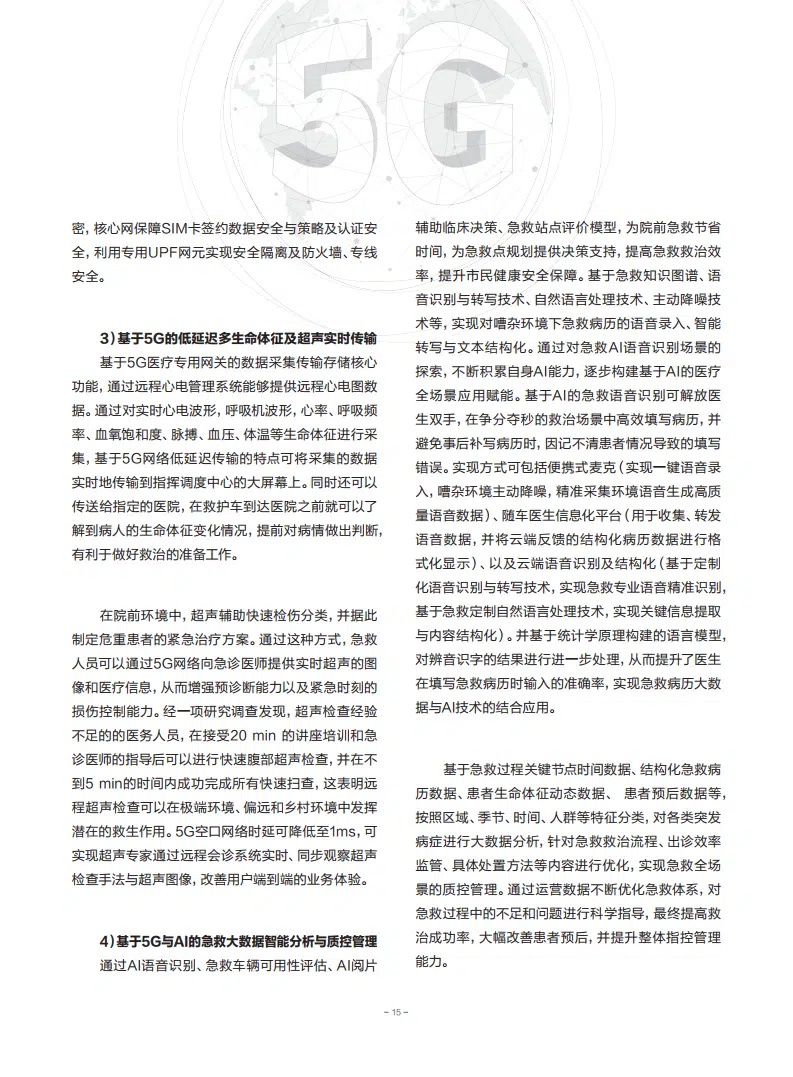 5G
密，核心网保障SIM卡签约数据安全与策略及认证安
全，利用专用UPF网元实现安全隔离及防火墙、专线
安全。
3）基于5G的低延迟多生命体征及超声实时传输
基于5G医疗专用网关的数据采集传输存储核心
功能，通过远程心电管理系统能够提供远程心电图数
据。通过对实时心电波形，呼吸机波形，心率、呼吸频
率、血氧饱和度、脉搏、血压、体温等生命体征进行采
集，基于5G网络低延迟传输的特点可将采集的数据
实时地传输到指挥调度中心的大屏幕上。同时还可以
传送给指定的医院，在救护车到达医院之前就可以了
解到病人的生命体征变化情况，提前对病情做出判断，
有利于做好救治的准备工作。
在院前环境中，超声辅助快速检伤分类，并据此
制定危重患者的紧急治疗方案。通过这种方式，急救
人员可以通过5G网络向急诊医师提供实时超声的图
像和医疗信息，从而增强预诊断能力以及紧急时刻的
损伤控制能力。经一项研究调查发现，超声检查经验
不足的的医务人员，在接受20 min 的讲座培训和急
诊医师的指导后可以进行快速腹部超声检查，并在不
到5 min的时间内成功完成所有快速扫查，这表明远
程超声检查可以在极端环境、偏远和乡村环境中发挥
潜在的救生作用。5G空口网络时延可降低至1ms，可
实现超声专家通过远程会诊系统实时、同步观察超声
检查手法与超声图像，改善用户端到端的业务体验。
4）基于5G与AI的急救大数据智能分析与质控管理
通过AI语音识别、急救车辆可用性评估、AI阅片
辅助临床决策、急救站点评价模型，为院前急救节省
时间，为急救点规划提供决策支持，提高急救救治效
率，提升市民健康安全保障。基于急救知识图谱、语
音识别与转写技术、自然语言处理技术、主动降噪技
术等，实现对嘈杂环境下急救病历的语音录入、智能
转写与文本结构化。通过对急救AI语音识别场景的
探索，不断积累自身AI能力，逐步构建基于AI的医疗
全场景应用赋能。基于AI的急救语音识别可解放医
生双手，在争分夺秒的救治场景中高效填写病历，并
避免事后补写病历时，因记不清患者情况导致的填写
错误。实现方式可包括便携式麦克（实现一键语音录
入，嘈杂环境主动降噪，精准采集环境语音生成高质
量语音数据）、随车医生信息化平台（用于收集、转发
语音数据，并将云端反馈的结构化病历数据进行格
式化显示）、以及云端语音识别及结构化（基于定制
化语音识别与转写技术，实现急救专业语音精准识别，
基于急救定制自然语言处理技术，实现关键信息提取
与内容结构化）。并基于统计学原理构建的语言模型，
对辨音识字的结果进行进一步处理，从而提升了医生
在填写急救病历时输入的准确率，实现急救病历大数
据与AI技术的结合应用。
基于急救过程关键节点时间数据、结构化急救病
历数据、患者生命体征动态数据、 患者预后数据等，
按照区域、季节、时间、人群等特征分类，对各类突发
病症进行大数据分析，针对急救救治流程、出诊效率
监管、具体处置方法等内容进行优化，实现急救全场
景的质控管理。通过运营数据不断优化急救体系，对
急救过程中的不足和问题进行科学指导，最终提高救
治成功率，大幅改善患者预后，并提升整体指控管理
能力。
- 15 -